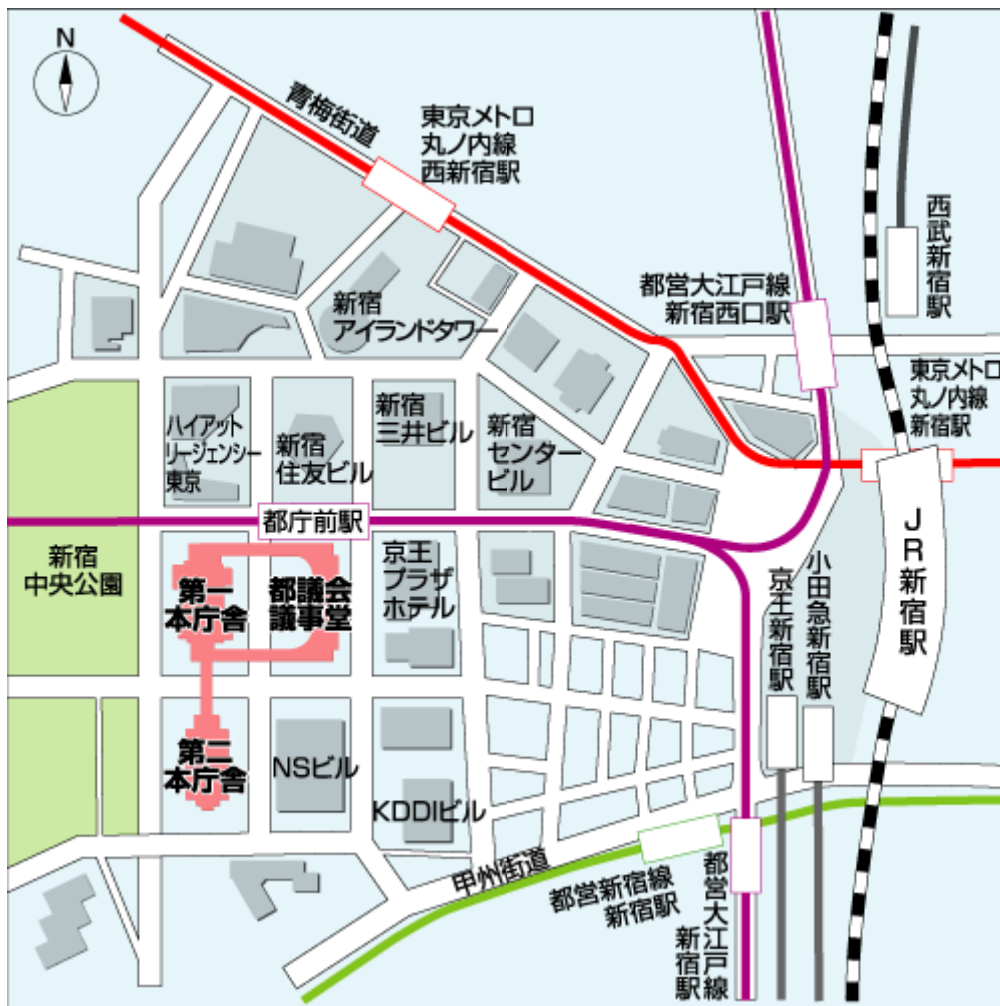 N
青梅街道
東京メトロ
丸ノ内線
西新宿駅
西武新宿駅
都営大江戸線
新宿西口駅
新宿
アイランドタワー
東京メトロ
丸ノ内線
新宿駅
ハイアット
リージェンシー
東京
新宿
住友ビル
新宿
三井ビル
新宿
センター
ビル
都庁前駅
JR新宿駅
新宿
中央公園
第一
本庁舎
都議会
議事堂
京王
プラザ
ホテル
京王新宿駅
小田急新宿駅
第二
本庁舎
NSビル
KDDIビル
甲州街道
都営新宿線
新宿駅
都営大江戸線
新宿駅